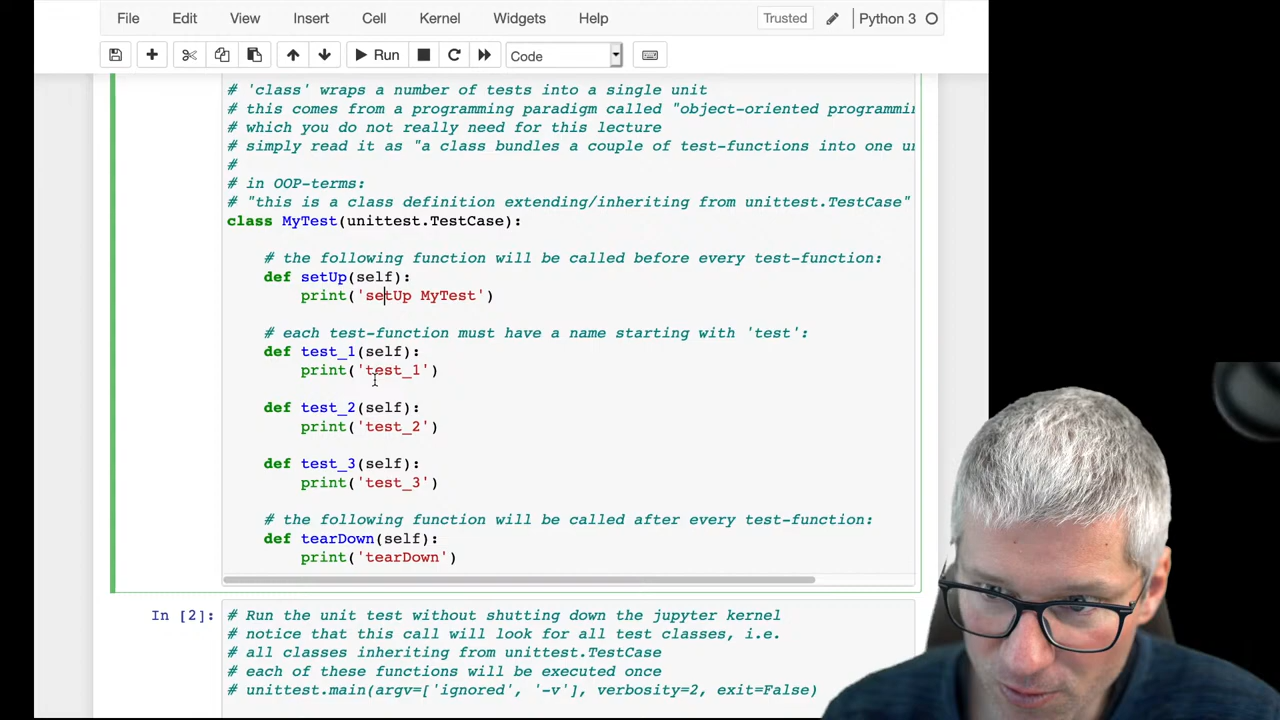 File Edit View Insert Cell Kernel Widgets Help Trusted Python 3
Run Code
# 'class' wraps a number of tests into a single unit
# this comes from a programming paradigm called "object-oriented programmin
# which you do not really need for this lecture
# simply read it as "a class bundles a couple of test-functions into one u
#
# in OOP-terms:
# "this is a class definition extending/inheriting from unittest.TestCase"
class MyTest(unittest.TestCase):
# the following function will be called before every test-function:
def setUp(self):
print('setUp MyTest')
# each test-function must have a name starting with 'test':
def test_1(self):
print('test_1')
def test_2(self):
print('test_2')
def test_3(self):
print('test_3')
# the following function will be called after every test-function:
def tearDown(self):
print('tearDown')
In [2]: # Run the unit test without shutting down the jupyter kernel
# notice that this call will look for all test classes, i.e.
# all classes inheriting from unittest.TestCase
# each of these functions will be executed once
# unittest.main(argv=['ignored', '-v'], verbosity=2, exit=False)